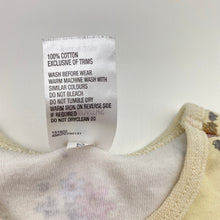 100% COTTON
EXCLUSIVE OF TRIMS
WASH BEFORE WEAR
WARM MACHINE WASH WITH
SIMILAR COLOURS
DO NOT BLEACH
DO NOT TUMBLE DRY
WARM IRON ON REVERSE SIDE
IF REQUIRED
DO NOT DRYCLEAN